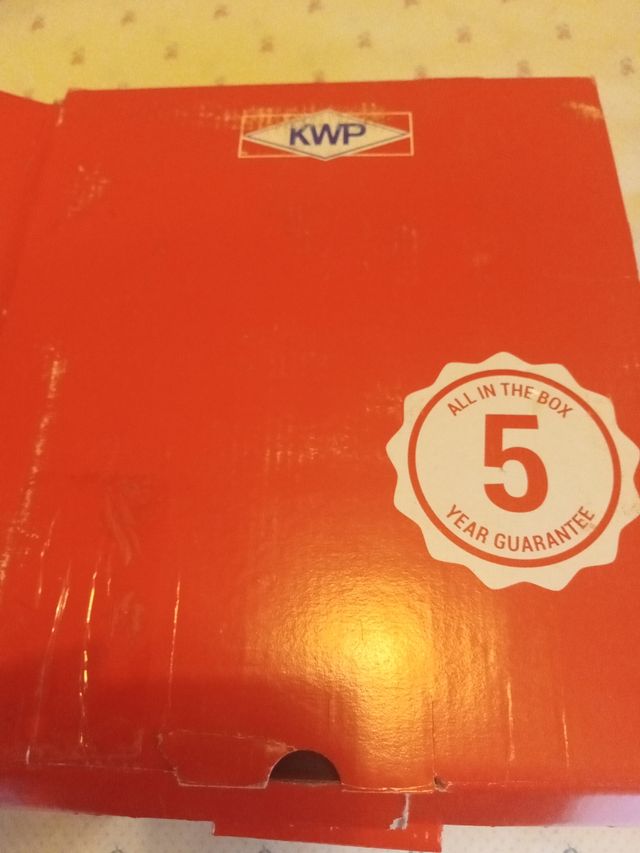 KWP
ALL IN THE BOX
5
YEAR GUARANTEE